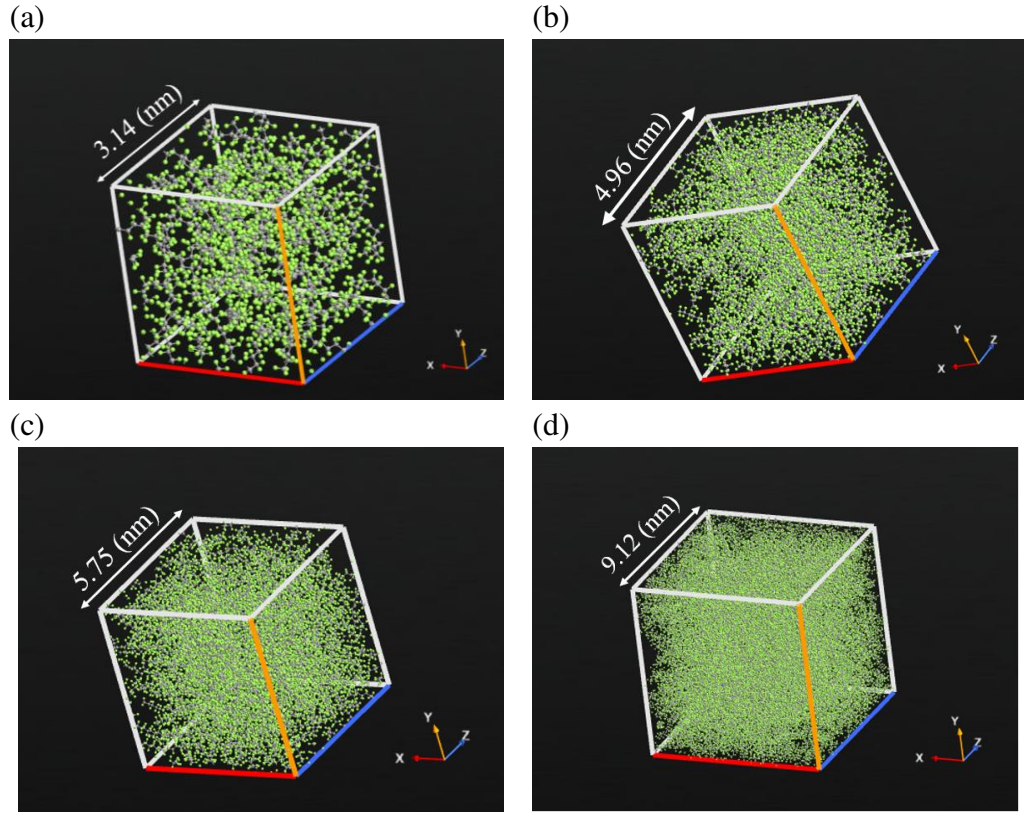 (a)
3.14 (nm)
X
Y
Z
(b)
4.96 (nm)
X
Y
Z
(c)
5.75 (nm)
X
Y
Z
(d)
9.12 (nm)
X
Y
Z